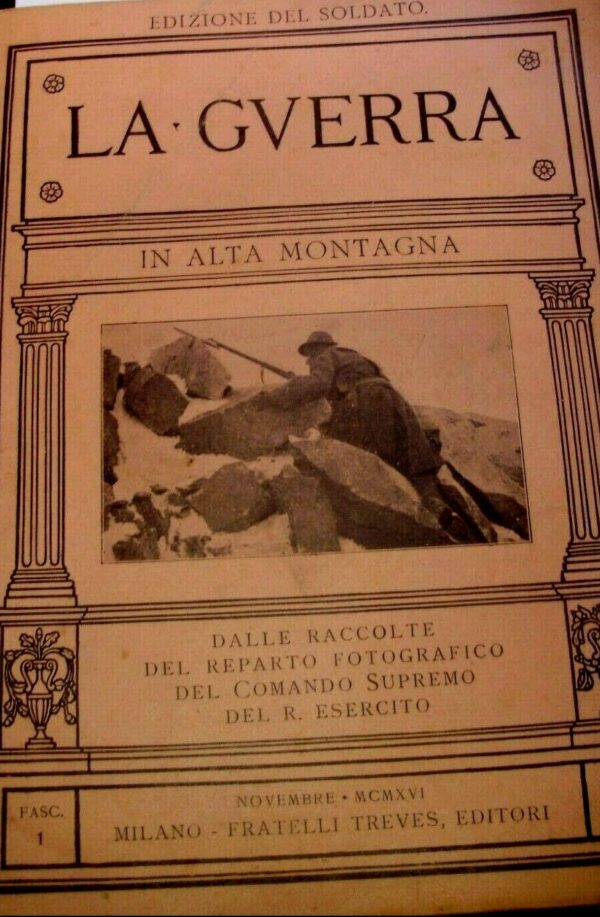 EDIZIONE DEL SOLDATO.
LA · GVERRA
IN ALTA MONTAGNA
DALLE RACCOLTE
DEL REPARTO FOTOGRAFICO
DEL COMANDO SUPREMO
DEL R. ESERCITO
FASC.
1
NOVEMBRE · MCMXVI
MILANO - FRATELLI TREVES, EDITORI